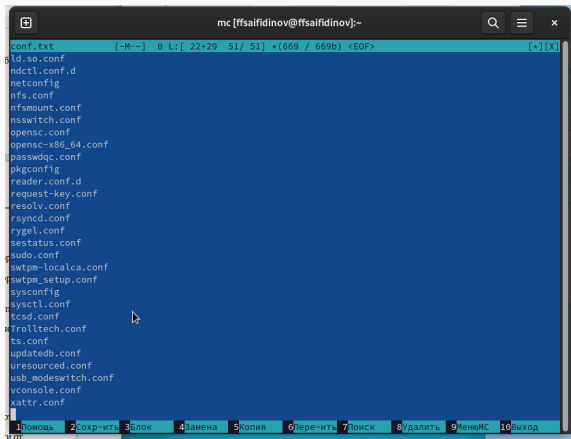 mc [ffsaifidinov@ffsaifidinov]:~
conf.txt [-M--] 0 L:[ 22+29 51/ 51] *(669 / 669b) <EOF> [*][X]
ld.so.conf
ndctl.conf.d
netconfig
nfs.conf
nfsmount.conf
nsswitch.conf
opensc.conf
opensc-x86_64.conf
passwdqc.conf
pkgconfig
reader.conf.d
request-key.conf
resolv.conf
rsyncd.conf
rygel.conf
sestatus.conf
sudo.conf
swtpm-localca.conf
swtpm_setup.conf
sysconfig
sysctl.conf
tcsd.conf
Trolltech.conf
ts.conf
updatedb.conf
uresourced.conf
usb_modeswitch.conf
vconsole.conf
xattr.conf
1Помощь 2Сохр~ить 3Блок 4Замена 5Копия 6Пере~ить 7Поиск 8Удалить 9МенюMC 10Выход